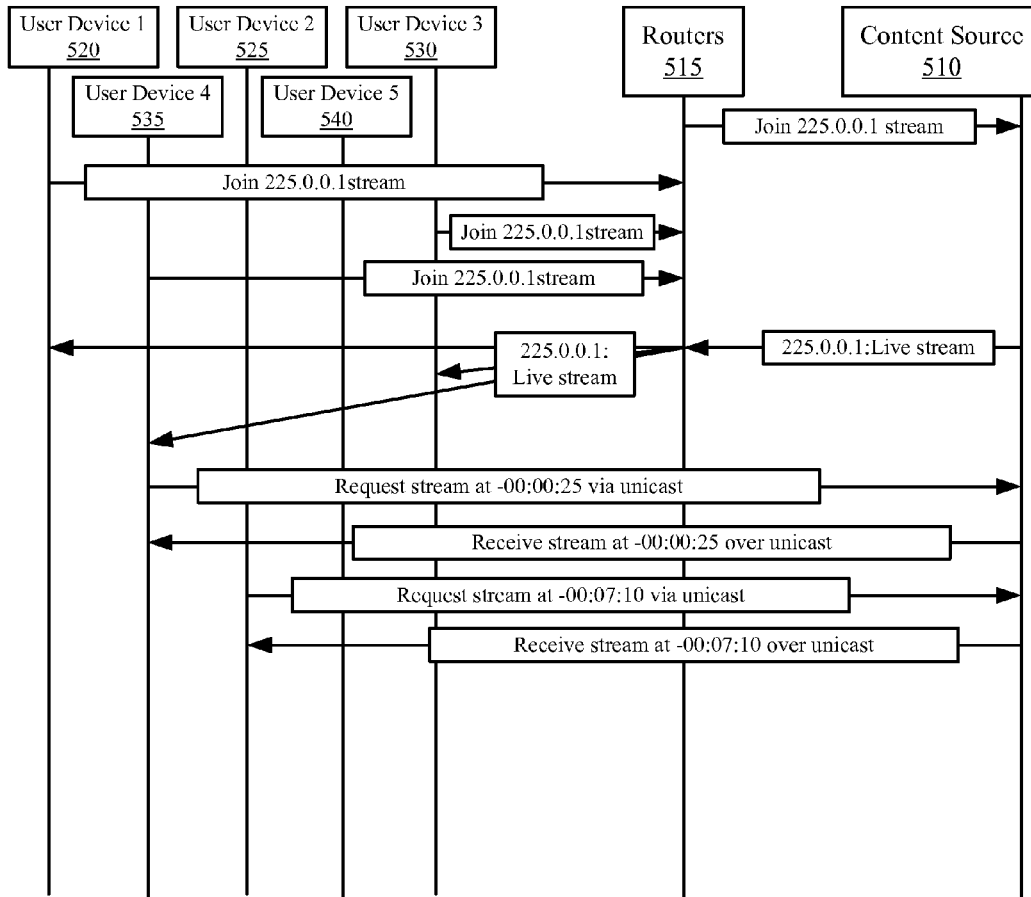 User Device 1
520
User Device 2
525
User Device 3
530
Routers
515
Content Source
510
User Device 4
535
User Device 5
540
Join 225.0.0.1 stream
Join 225.0.0.1stream
Join 225.0.0.1stream
Join 225.0.0.1stream
225.0.0.1:
Live stream
225.0.0.1:Live stream
Request stream at -00:00:25 via unicast
Receive stream at -00:00:25 over unicast
Request stream at -00:07:10 via unicast
Receive stream at -00:07:10 over unicast